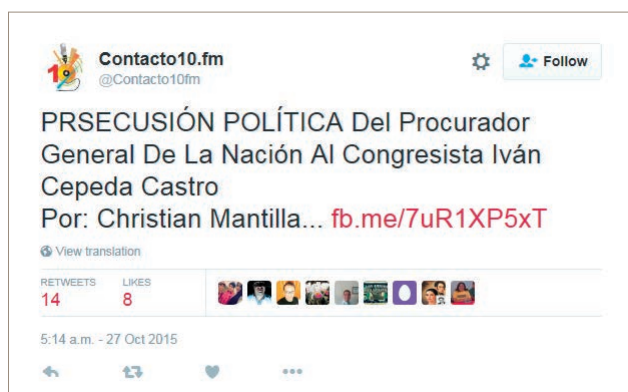 Contacto10.fm
@Contacto10fm
Follow
PRSECUSIÓN POLÍTICA Del Procurador
General De La Nación Al Congresista Iván
Cepeda Castro
Por: Christian Mantilla... fb.me/7uR1XP5xT
View translation
RETWEETS LIKES
14 8
5:14 a.m. - 27 Oct 2015